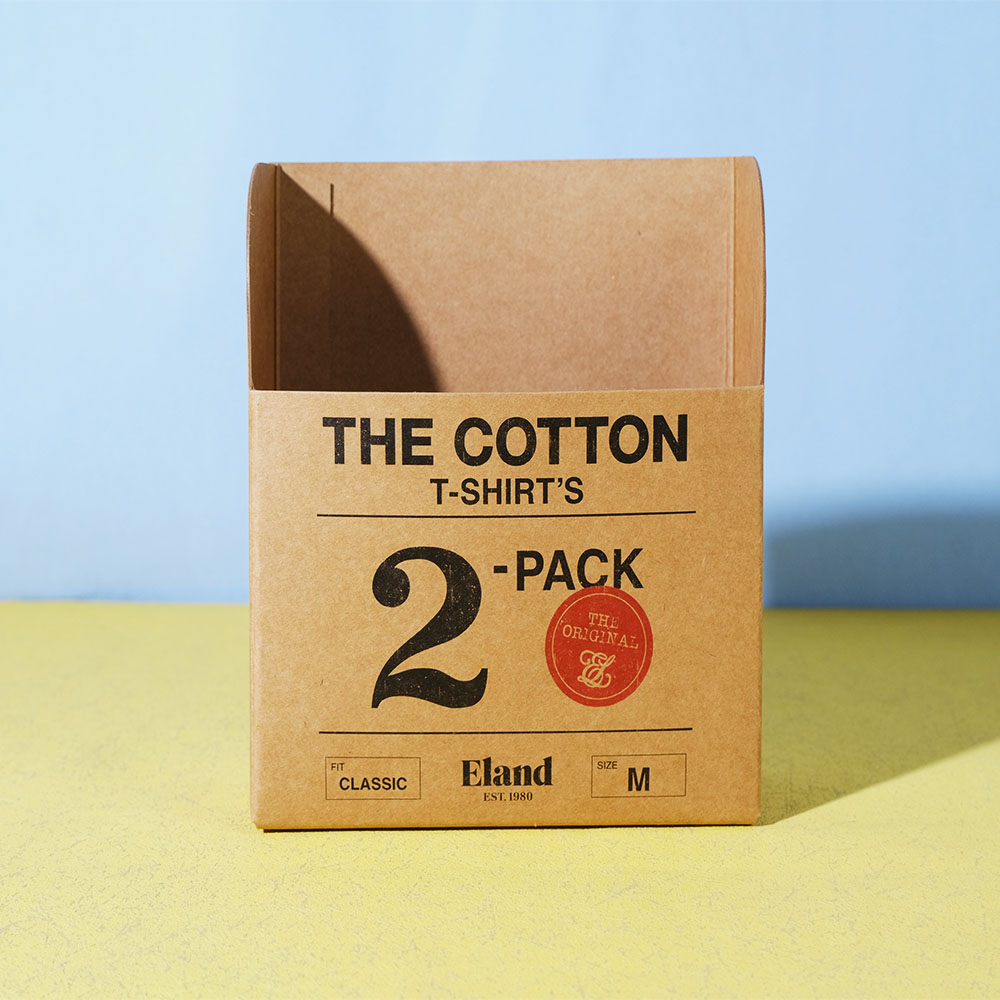 THE COTTON
T-SHIRT'S
2-PACK
THE
ORIGINAL
FIT
CLASSIC
Eland
EST. 1980
SIZE
M